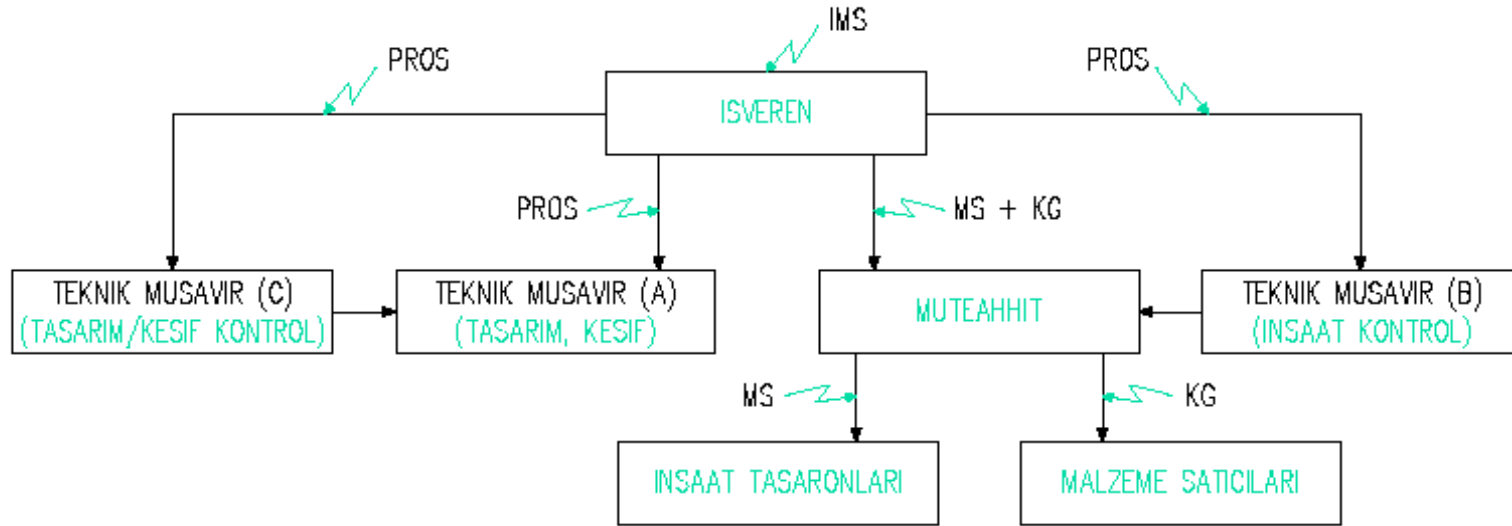 IMS
PROS
PROS
ISVEREN
PROS
MS + KG
TEKNIK MUSAVIR (C)
(TASARIM/KESIF KONTROL)
TEKNIK MUSAVIR (A)
(TASARIM, KESIF)
MUTEAHHIT
TEKNIK MUSAVIR (B)
(INSAAT KONTROL)
MS
KG
INSAAT TASARONLARI
MALZEME SATICILARI